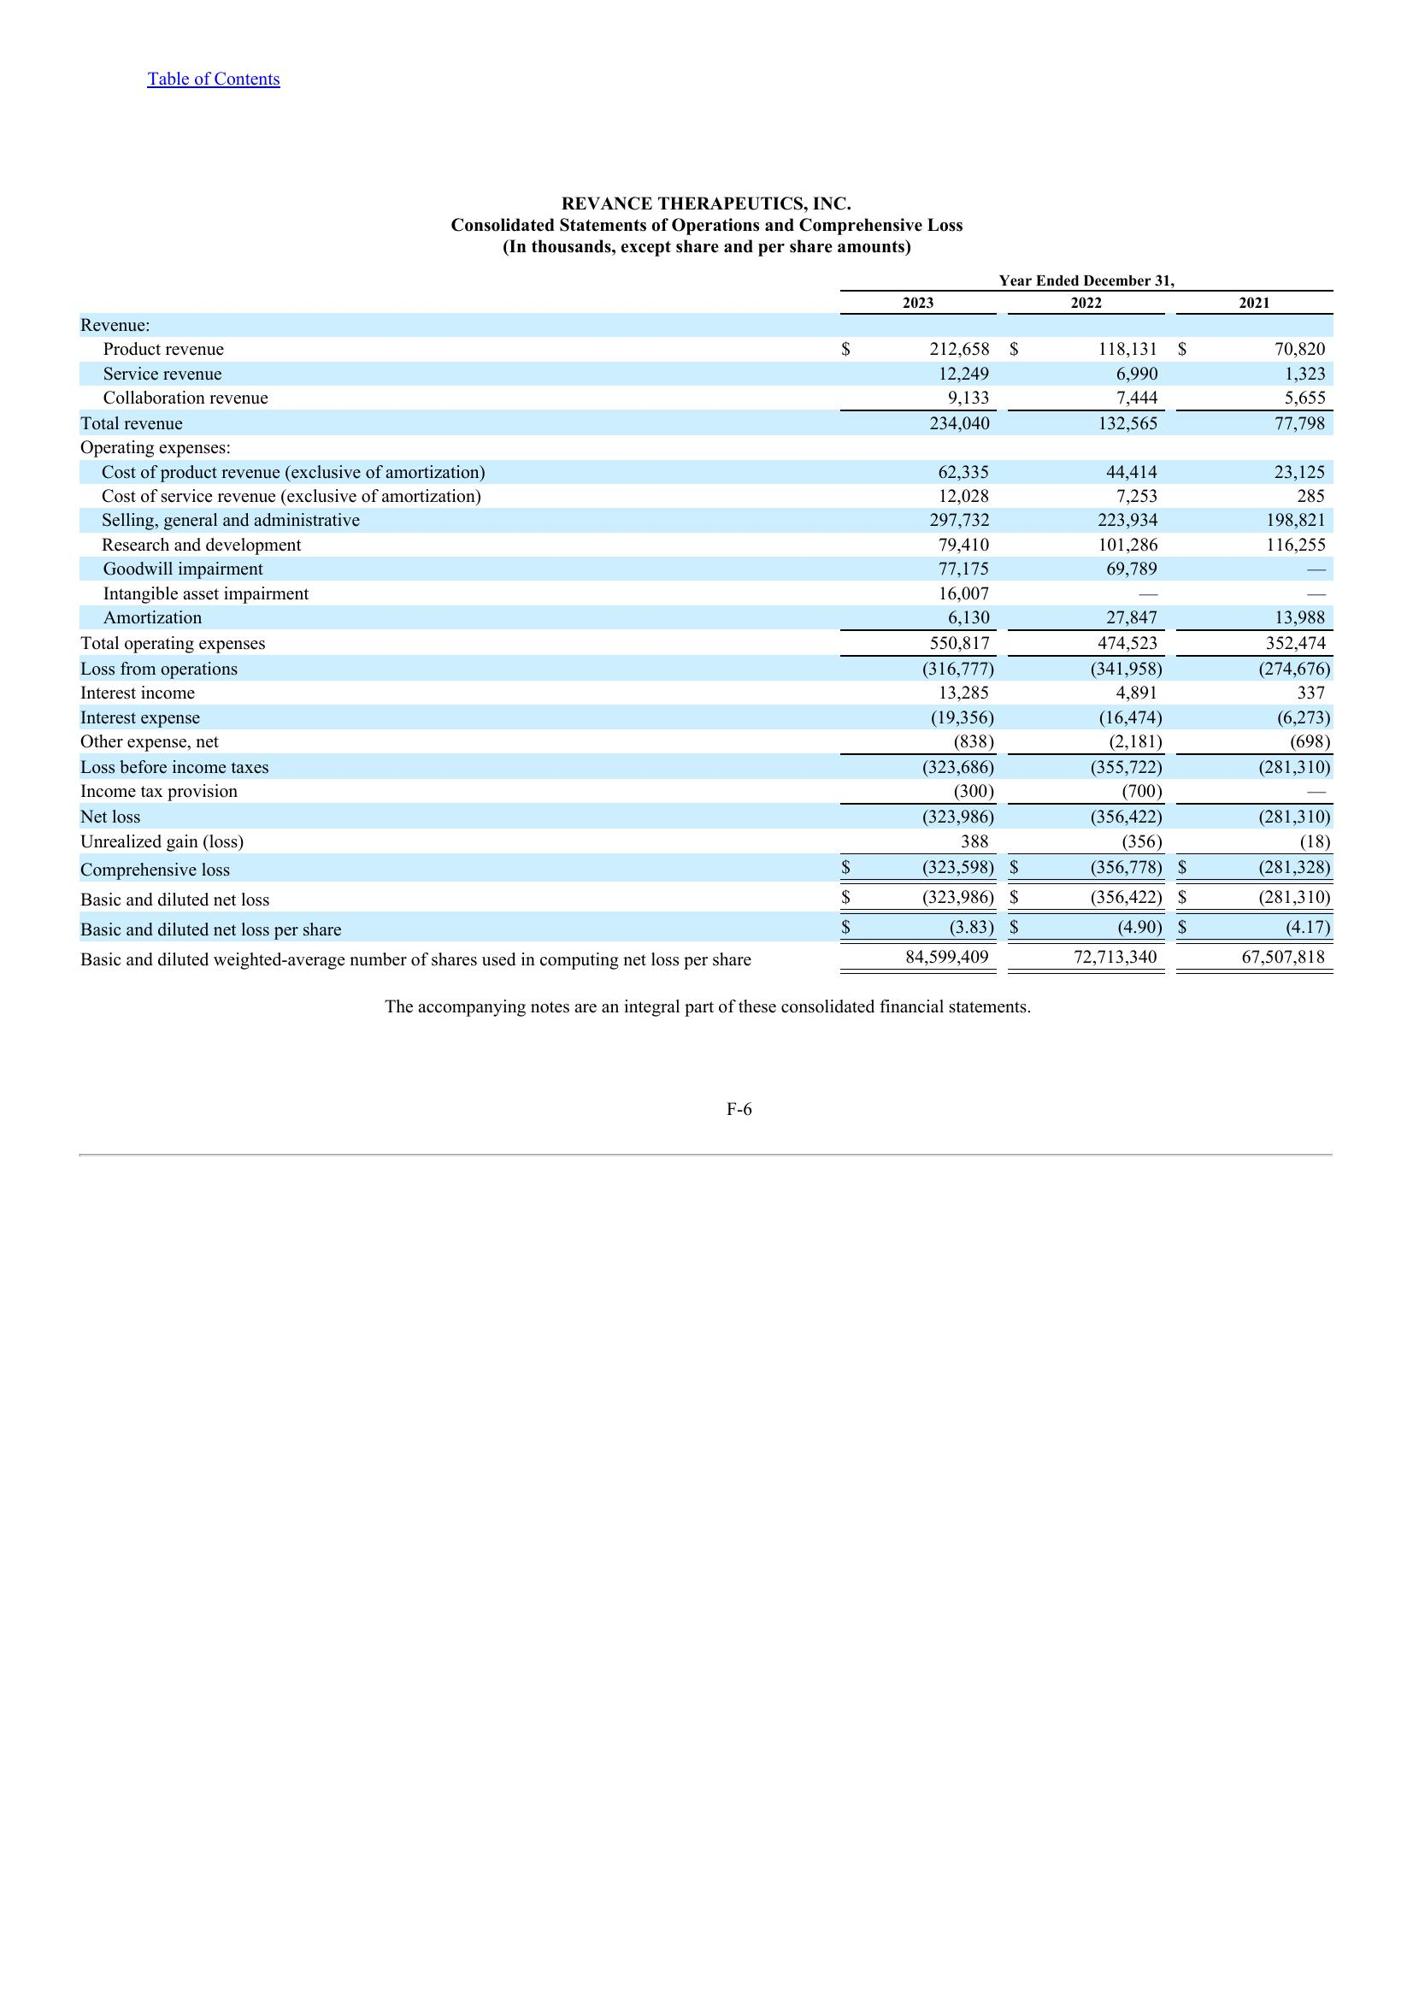 Table of Contents
REVANCE THERAPEUTICS, INC.
Consolidated Statements of Operations and Comprehensive Loss
(In thousands, except share and per share amounts)
Year Ended December 31,
2023 2022 2021
Revenue:
Product revenue $ 212,658 $ 118,131 $ 70,820
Service revenue 12,249 6,990 1,323
Collaboration revenue 9,133 7,444 5,655
Total revenue 234,040 132,565 77,798
Operating expenses:
Cost of product revenue (exclusive of amortization) 62,335 44,414 23,125
Cost of service revenue (exclusive of amortization) 12,028 7,253 285
Selling, general and administrative 297,732 223,934 198,821
Research and development 79,410 101,286 116,255
Goodwill impairment 77,175 69,789 —
Intangible asset impairment 16,007 — —
Amortization 6,130 27,847 13,988
Total operating expenses 550,817 474,523 352,474
Loss from operations (316,777) (341,958) (274,676)
Interest income 13,285 4,891 337
Interest expense (19,356) (16,474) (6,273)
Other expense, net (838) (2,181) (698)
Loss before income taxes (323,686) (355,722) (281,310)
Income tax provision (300) (700) —
Net loss (323,986) (356,422) (281,310)
Unrealized gain (loss) 388 (356) (18)
Comprehensive loss $ (323,598) $ (356,778) $ (281,328)
Basic and diluted net loss $ (323,986) $ (356,422) $ (281,310)
Basic and diluted net loss per share $ (3.83) $ (4.90) $ (4.17)
Basic and diluted weighted-average number of shares used in computing net loss per share 84,599,409 72,713,340 67,507,818
The accompanying notes are an integral part of these consolidated financial statements.
F-6